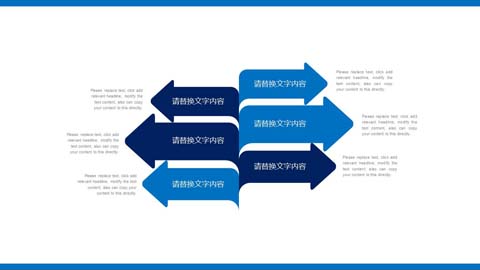 请替换文字内容
Please replace text, click add
relevant headline, modify the
text content, also can copy
your content to this directly.
Please replace text, click add
relevant headline, modify the
text content, also can copy
your content to this directly.
请替换文字内容
请替换文字内容
Please replace text, click add
relevant headline, modify the
text content, also can copy
your content to this directly.
Please replace text, click add
relevant headline, modify the
text content, also can copy
your content to this directly.
请替换文字内容
请替换文字内容
Please replace text, click add
relevant headline, modify the
text content, also can copy
your content to this directly.
Please replace text, click add
relevant headline, modify the text
content, also can copy your
content to this directly.
请替换文字内容